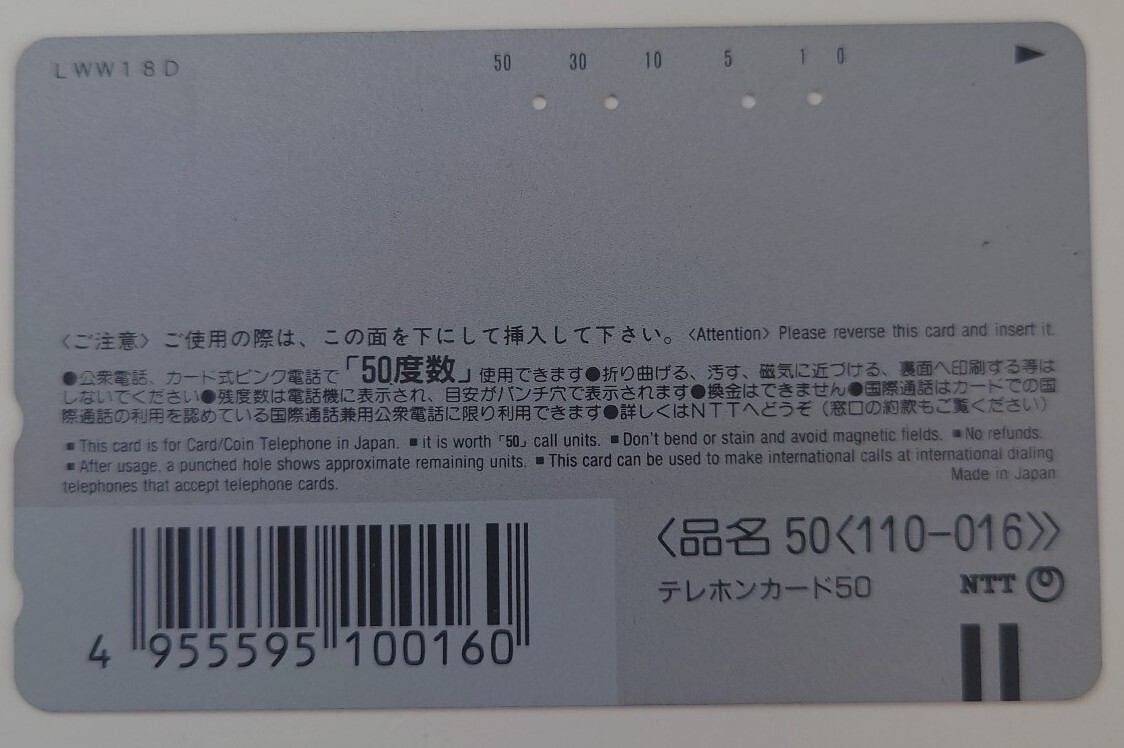 LWW18D 50 30 10 5 1 0
〈ご注意〉ご使用の際は、この面を下にして挿入して下さい。〈Attention〉Please reverse this card and insert it.
●公衆電話、カード式ピンク電話で「50度数」使用できます●折り曲げる、汚す、磁気に近づける、裏面へ印刷する等は
しないでください●残度数は電話機に表示され、目安がパンチ穴で表示されます●換金はできません●国際通話はカードでの国
際通話の利用を認めている国際通話兼用公衆電話に限り利用できます●詳しくはNTTへどうぞ（窓口の約款もご覧ください）
■This card is for Card/Coin Telephone in Japan. ■it is worth「50」call units. ■Don't bend or stain and avoid magnetic fields. ■No refunds.
■After usage, a punched hole shows approximate remaining units. ■This card can be used to make international calls at international dialing
telephones that accept telephone cards. Made in Japan
〈品名 50〈110-016〉〉
テレホンカード50 NTT
4 955595 100160